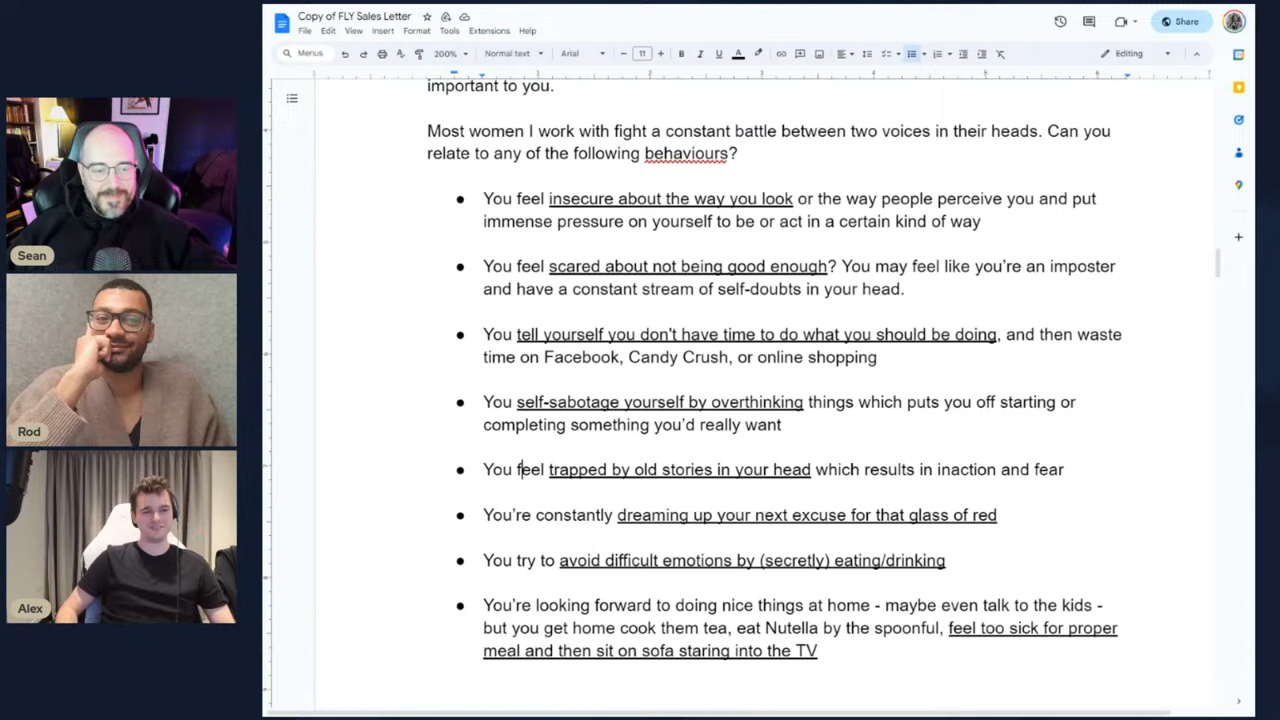 Copy of FLY Sales Letter
File Edit View Insert Format Tools Extensions Help
Share
Menus
200%
Normal text
Arial
11
B I U A
Editing
1 2 3 4 5 6 7
important to you.
Most women I work with fight a constant battle between two voices in their heads. Can you
relate to any of the following behaviours?
● You feel insecure about the way you look or the way people perceive you and put
immense pressure on yourself to be or act in a certain kind of way
● You feel scared about not being good enough? You may feel like you're an imposter
and have a constant stream of self-doubts in your head.
● You tell yourself you don't have time to do what you should be doing, and then waste
time on Facebook, Candy Crush, or online shopping
● You self-sabotage yourself by overthinking things which puts you off starting or
completing something you'd really want
● You feel trapped by old stories in your head which results in inaction and fear
● You're constantly dreaming up your next excuse for that glass of red
● You try to avoid difficult emotions by (secretly) eating/drinking
● You're looking forward to doing nice things at home - maybe even talk to the kids -
but you get home cook them tea, eat Nutella by the spoonful, feel too sick for proper
meal and then sit on sofa staring into the TV
Sean
Rod
Alex